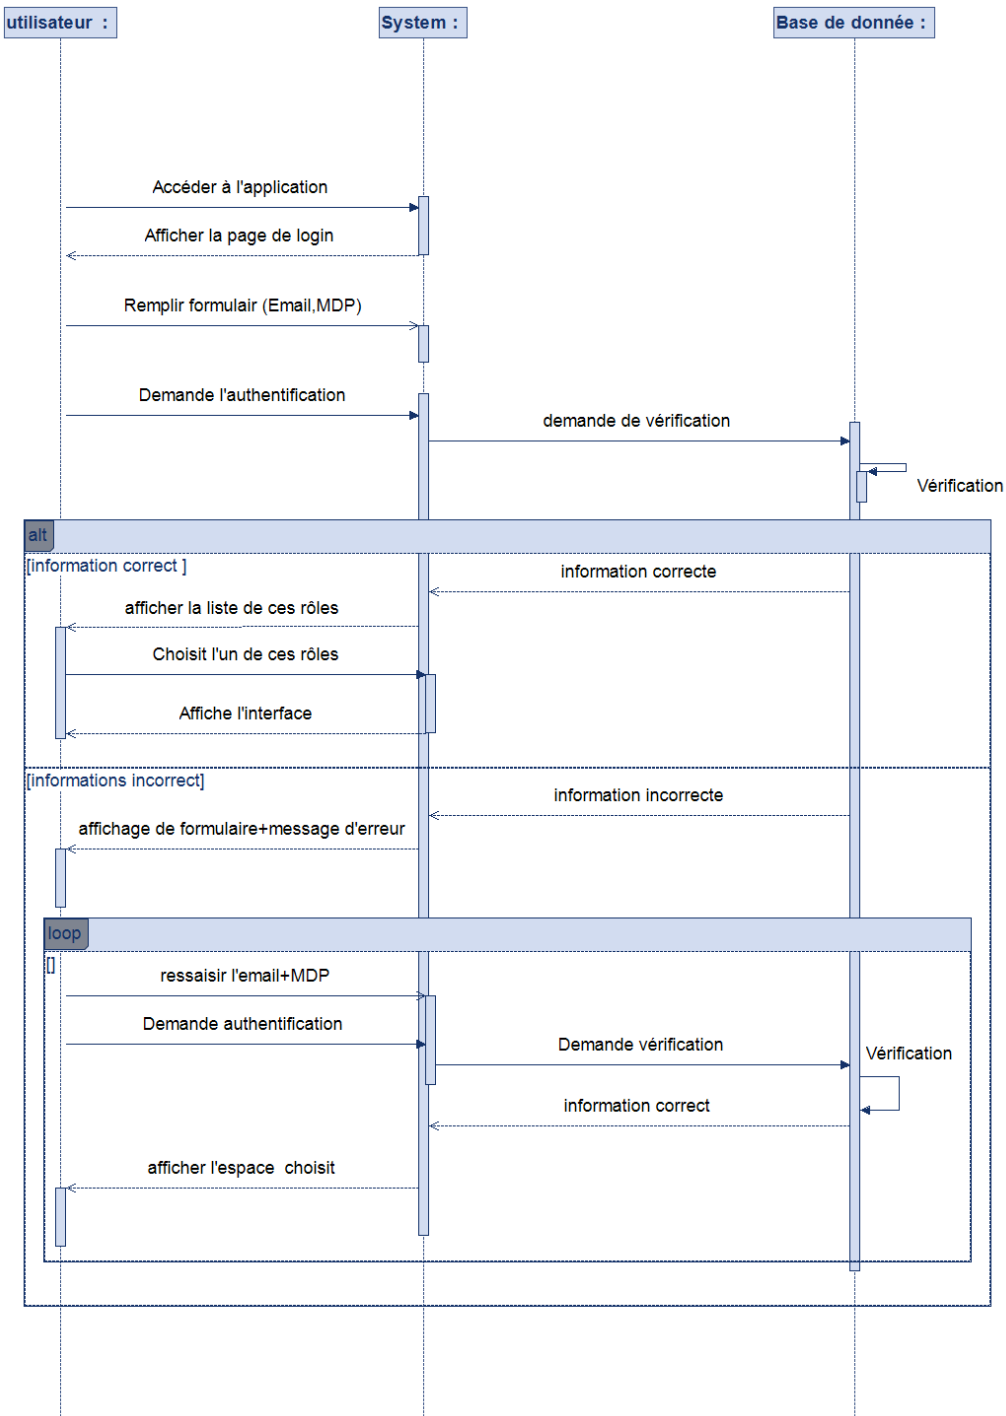 utilisateur :
System :
Base de donnée :
Accéder à l'application
Afficher la page de login
Remplir formulair (Email,MDP)
Demande l'authentification
demande de vérification
Vérification
alt
[information correct ]
information correcte
afficher la liste de ces rôles
Choisit l'un de ces rôles
Affiche l'interface
[informations incorrect]
information incorrecte
affichage de formulaire+message d'erreur
loop
[]
ressaisir l'email+MDP
Demande authentification
Demande vérification
Vérification
information correct
afficher l'espace choisit